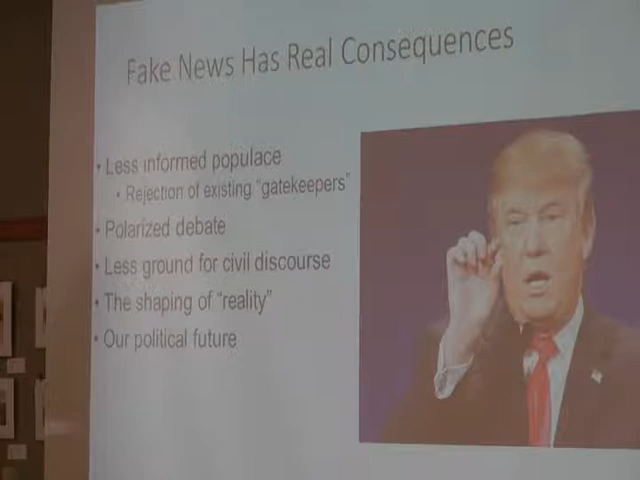 Fake News Has Real Consequences
• Less informed populace
• Rejection of existing "gatekeepers"
• Polarized debate
• Less ground for civil discourse
• The shaping of "reality"
• Our political future